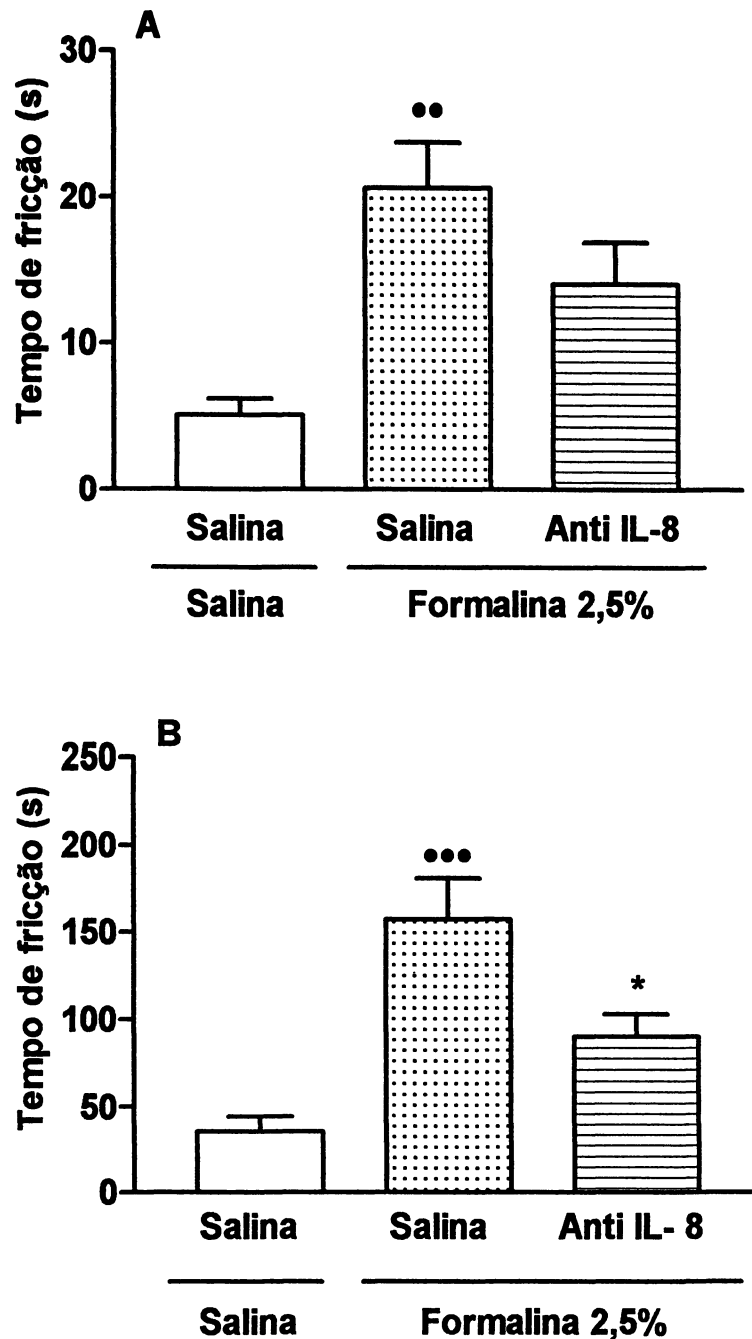 A
Tempo de fricção (s)
30
20
10
0
••
Salina Salina Anti IL-8
Salina Formalina 2,5%
B
Tempo de fricção (s)
250
200
150
100
50
0
•••
*
Salina Salina Anti IL- 8
Salina Formalina 2,5%